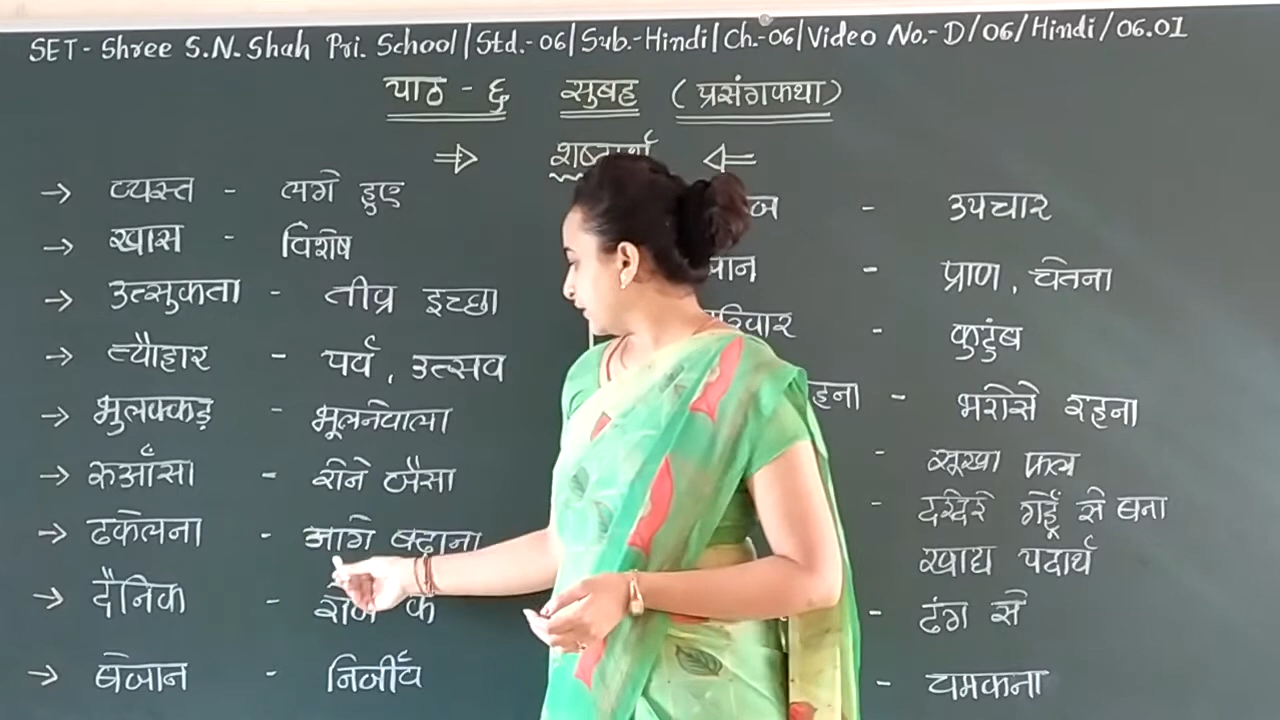 SET- Shree S.N. Shah Pri. School/Std.-06/Sub.-Hindi/Ch.-06/Video No.-D/06/Hindi/06.01
पाठ - ६ सुबह (प्रसंगकथा)
⇒ शब्दार्थ ⇐
→ व्यस्त - लगे हुए
→ खास - विशेष
→ उत्सुकता - तीव्र इच्छा
→ त्यौहार - पर्व, उत्सव
→ भुलक्कड़ - भूलनेवाला
→ रुआँसा - रोने जैसा
→ ढकेलना - आगे बढ़ाना
→ दैनिक - रोज के
→ बेजान - निर्जीव
- उपचार
- प्राण, चेतना
- कुटुंब
- भरोसे रहना
- सूखा फल
- दरदरे गेहूँ से बना
खाद्य पदार्थ
- ढंग से
- चमकना